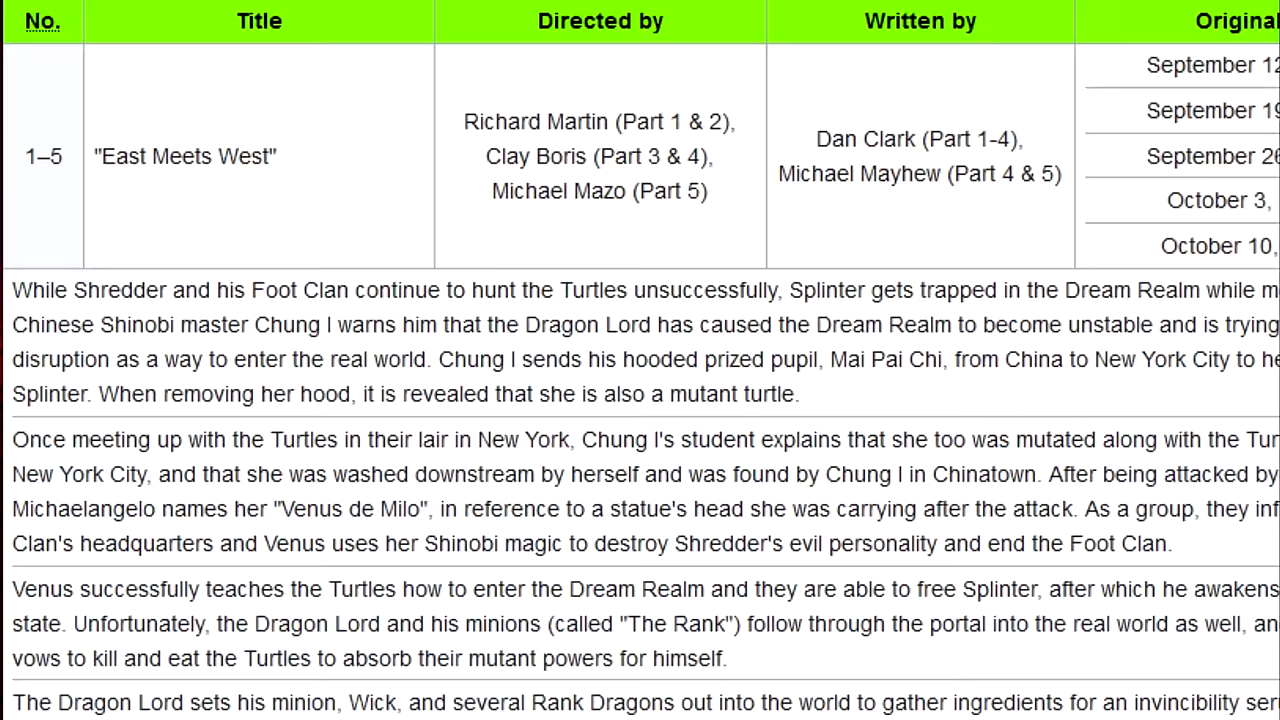 No. Title Directed by Written by Original
1–5 "East Meets West" Richard Martin (Part 1 & 2),
Clay Boris (Part 3 & 4),
Michael Mazo (Part 5)
Dan Clark (Part 1-4),
Michael Mayhew (Part 4 & 5)
September 12
September 19
September 26
October 3,
October 10,
While Shredder and his Foot Clan continue to hunt the Turtles unsuccessfully, Splinter gets trapped in the Dream Realm while
Chinese Shinobi master Chung I warns him that the Dragon Lord has caused the Dream Realm to become unstable and is trying
disruption as a way to enter the real world. Chung I sends his hooded prized pupil, Mai Pai Chi, from China to New York City to
Splinter. When removing her hood, it is revealed that she is also a mutant turtle.
Once meeting up with the Turtles in their lair in New York, Chung I's student explains that she too was mutated along with the
New York City, and that she was washed downstream by herself and was found by Chung I in Chinatown. After being attacked by
Michaelangelo names her "Venus de Milo", in reference to a statue's head she was carrying after the attack. As a group, they
Clan's headquarters and Venus uses her Shinobi magic to destroy Shredder's evil personality and end the Foot Clan.
Venus successfully teaches the Turtles how to enter the Dream Realm and they are able to free Splinter, after which he awakens
state. Unfortunately, the Dragon Lord and his minions (called "The Rank") follow through the portal into the real world as well,
vows to kill and eat the Turtles to absorb their mutant powers for himself.
The Dragon Lord sets his minion, Wick, and several Rank Dragons out into the world to gather ingredients for an invincibility